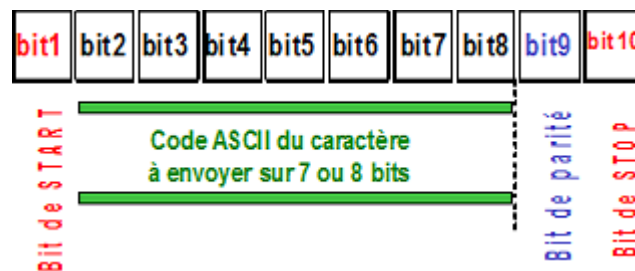 bit1 bit2 bit3 bit4 bit5 bit6 bit7 bit8 bit9 bit10
Bit de START
Code ASCII du caractère
à envoyer sur 7 ou 8 bits
Bit de parité
Bit de STOP